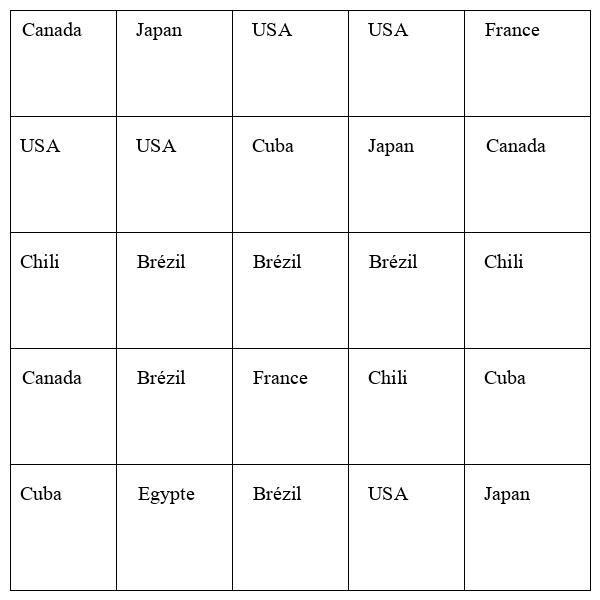 Canada Japan USA USA France
USA USA Cuba Japan Canada
Chili Brézil Brézil Brézil Chili
Canada Brézil France Chili Cuba
Cuba Egypte Brézil USA Japan